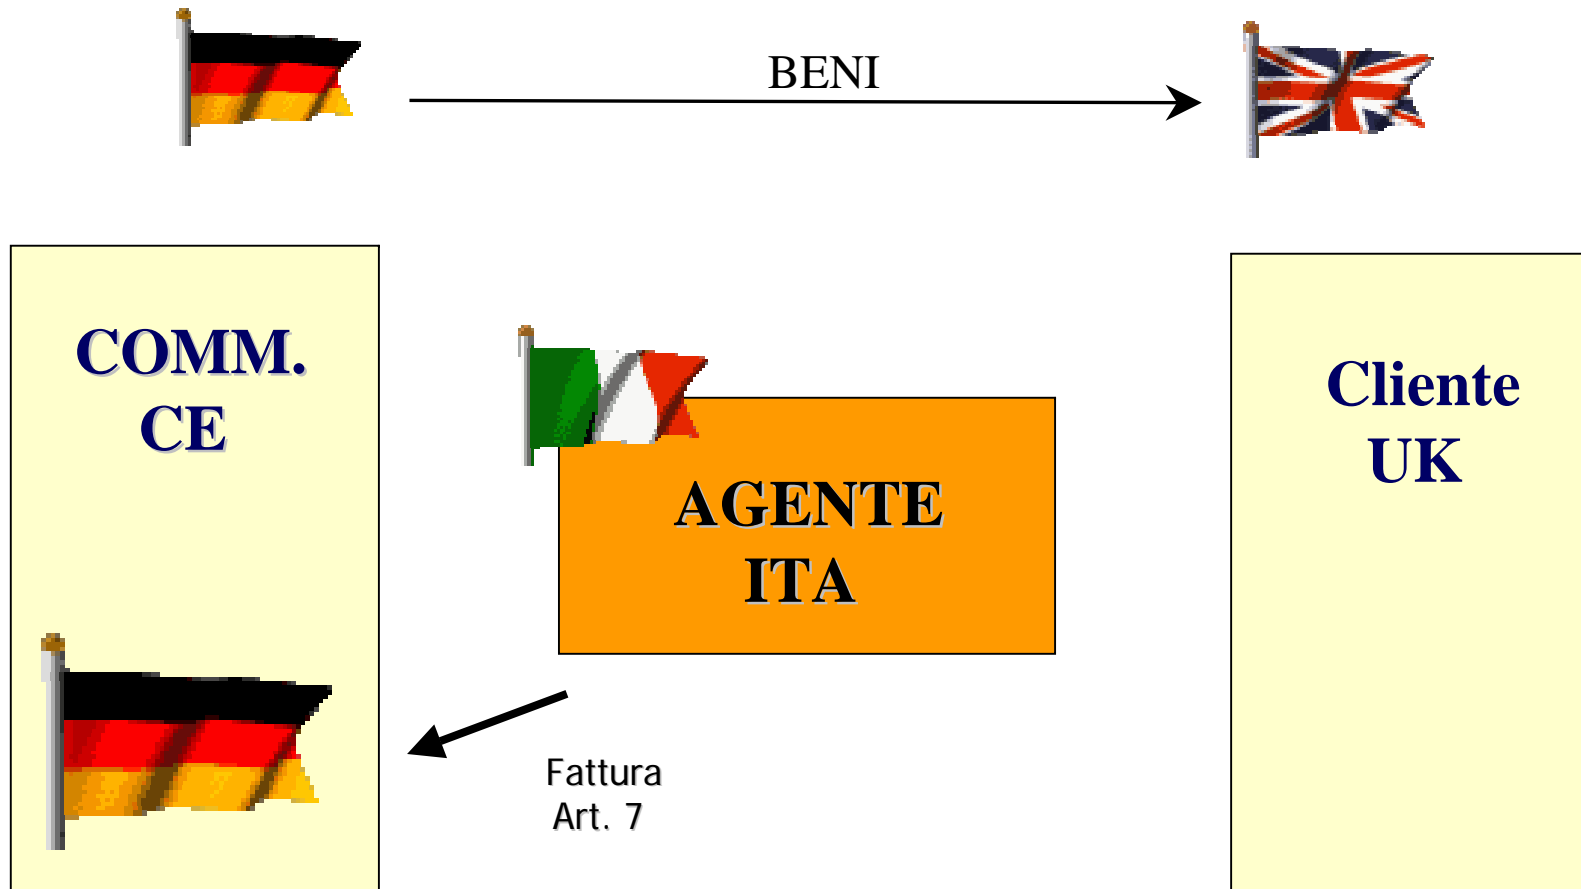 BENI
COMM.
CE
AGENTE
ITA
Cliente
UK
Fattura
Art. 7